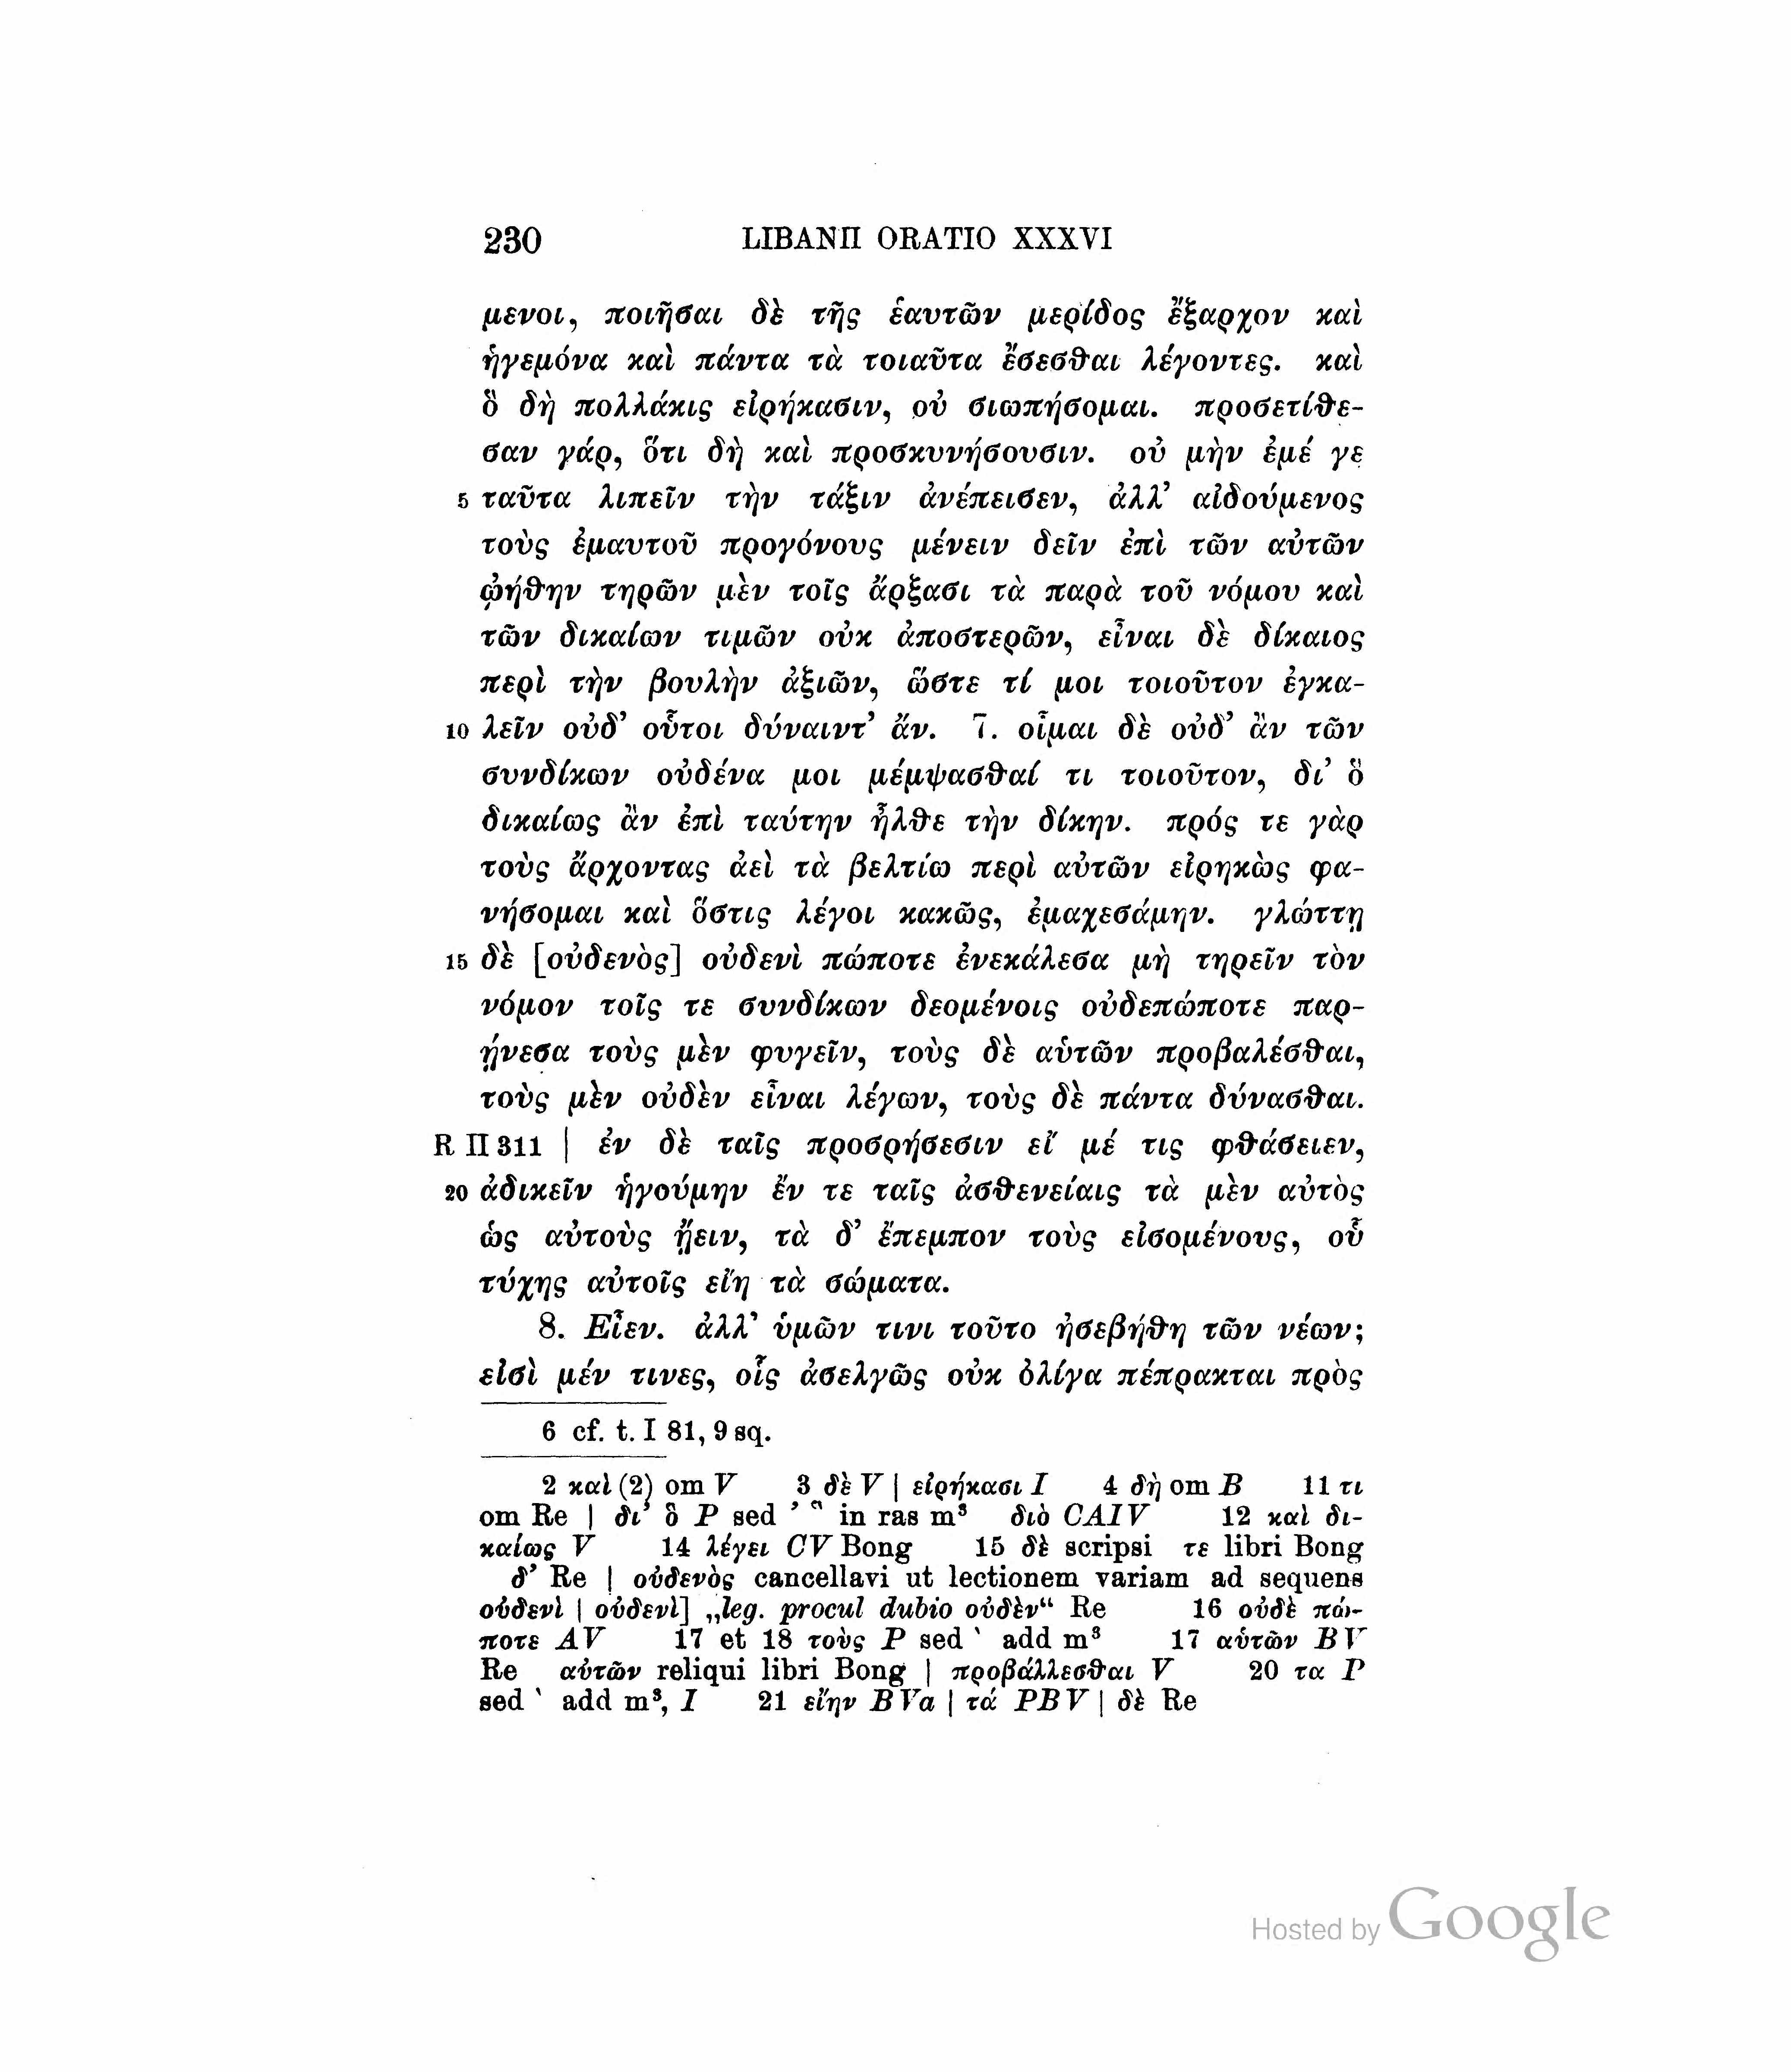 230 LIBANII ORATIO XXXVI
μενοι, ποιῆσαι δὲ τῆς ἑαυτῶν μερίδος ἔξαρχον καὶ
ἡγεμόνα καὶ πάντα τὰ τοιαῦτα ἔσεσθαι λέγοντες. καὶ
ὃ δὴ πολλάκις εἰρήκασιν, οὐ σιωπήσομαι. προσετίθε-
σαν γάρ, ὅτι δὴ καὶ προσκυνήσουσιν. οὐ μὴν ἐμέ γε
5 ταῦτα λιπεῖν τὴν τάξιν ἀνέπεισεν, ἀλλ’ αἰδούμενος
τοὺς ἐμαυτοῦ προγόνους μένειν δεῖν ἐπὶ τῶν αὐτῶν
ᾠήθην τηρῶν μὲν τοῖς ἄρξασι τὰ παρὰ τοῦ νόμου καὶ
τῶν δικαίων τιμῶν οὐκ ἀποστερῶν, εἶναι δὲ δίκαιος
περὶ τὴν βουλὴν ἀξιῶν, ὥστε τί μοι τοιοῦτον ἐγκα-
10 λεῖν οὐδ’ οὗτοι δύναιντ’ ἄν. 7. οἶμαι δὲ οὐδ’ ἂν τῶν
συνδίκων οὐδένα μοι μέμψασθαί τι τοιοῦτον, δι’ ὃ
δικαίως ἂν ἐπὶ ταύτην ἦλθε τὴν δίκην. πρός τε γὰρ
τοὺς ἄρχοντας ἀεὶ τὰ βελτίω περὶ αὐτῶν εἰρηκὼς φα-
νήσομαι καὶ ὅστις λέγοι κακῶς, ἐμαχεσάμην. γλώττῃ
15 δὲ [οὐδενὸς] οὐδενὶ πώποτε ἐνεκάλεσα μὴ τηρεῖν τὸν
νόμον τοῖς τε συνδίκων δεομένοις οὐδεπώποτε παρ-
ῄνεσα τοὺς μὲν φυγεῖν, τοὺς δὲ αὑτῶν προβαλέσθαι,
τοὺς μὲν οὐδὲν εἶναι λέγων, τοὺς δὲ πάντα δύνασθαι.
R II 311 | ἐν δὲ ταῖς προσρήσεσιν εἴ μέ τις φθάσειεν,
20 ἀδικεῖν ἡγούμην ἔν τε ταῖς ἀσθενείαις τὰ μὲν αὐτὸς
ὡς αὐτοὺς ᾔειν, τὰ δ’ ἔπεμπον τοὺς εἰσομένους, οὗ
τύχης αὐτοῖς εἴη τὰ σώματα.
8. Εἶεν. ἀλλ’ ὑμῶν τινι τοῦτο ἠσεβήθη τῶν νέων;
εἰσὶ μέν τινες, οἷς ἀσελγῶς οὐκ ὀλίγα πέπρακται πρὸς
6 cf. t. I 81, 9 sq.
2 καὶ (2) om V 3 δὲ V | εἰρήκασι I 4 δὴ om B 11 τι
om Re | δι’ ὃ P sed ’ ῞ in ras m³ διὸ CAIV 12 καὶ δι-
καίως V 14 λέγει CV Bong 15 δὲ scripsi τε libri Bong
δ’ Re | οὐδενὸς cancellavi ut lectionem variam ad sequens
οὐδενὶ | οὐδενὶ] „leg. procul dubio οὐδὲν“ Re 16 οὐδὲ πώ-
ποτε AV 17 et 18 τοὺς P sed ` add m³ 17 αὑτῶν BV
Re αὐτῶν reliqui libri Bong | προβάλλεσθαι V 20 τα P
sed ` add m³, I 21 εἴην BVa | τά PBV | δὲ Re
Hosted by Google